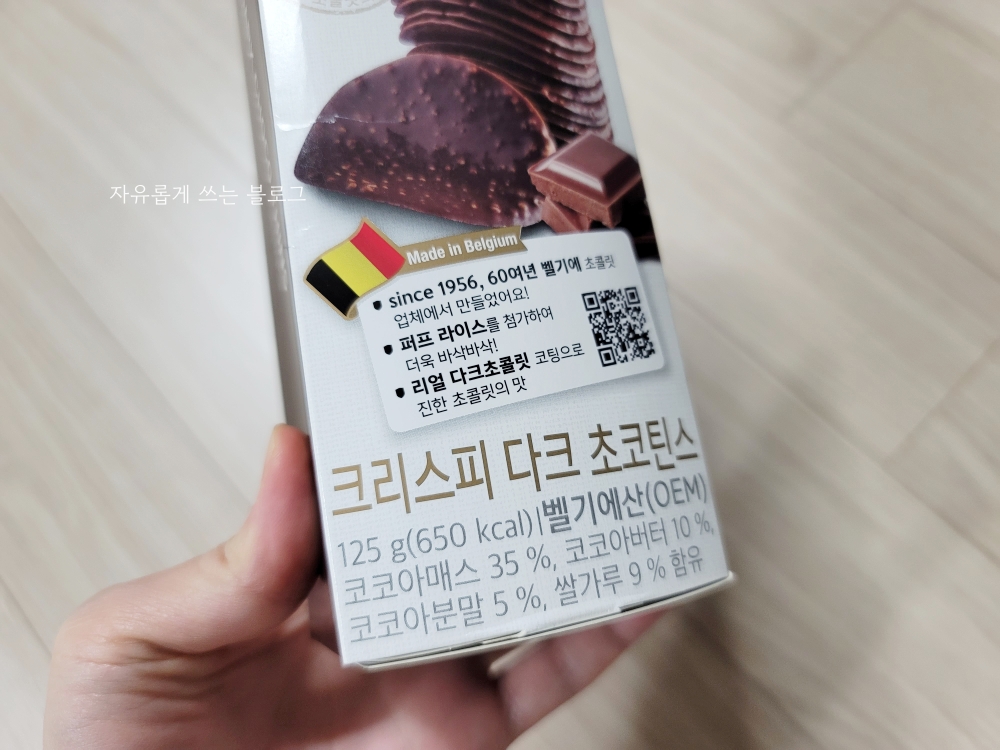 자유롭게 쓰는 블로그
Made in Belgium
since 1956, 60여년 벨기에 초콜릿
업체에서 만들었어요!
퍼프 라이스를 첨가하여
더욱 바삭바삭!
리얼 다크초콜릿 코팅으로
진한 초콜릿의 맛
크리스피 다크 초코틴스
125 g(650 kcal)|벨기에산(OEM)
코코아매스 35 %, 코코아버터 10 %,
코코아분말 5 %, 쌀가루 9 % 함유